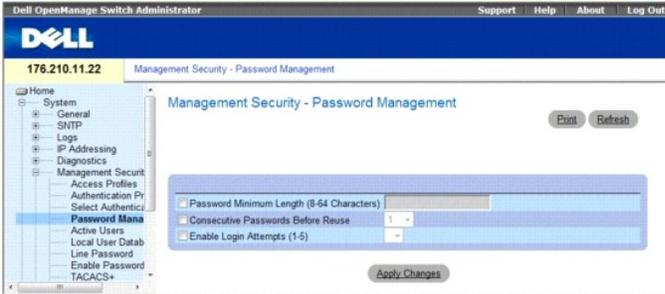 Dell OpenManage Switch Administrator
Support Help About Log Out
DELL
176.210.11.22
Management Security - Password Management
Home
System
General
SNTP
Logs
IP Addressing
Diagnostics
Management Securit
Access Profiles
Authentication Pr
Select Authentica
Password Mana
Active Users
Local User Datab
Line Password
Enable Password
TACACS+
Management Security - Password Management
Print Refresh
Password Minimum Length (8-64 Characters)
Consecutive Passwords Before Reuse 1
Enable Login Attempts (1-5)
Apply Changes